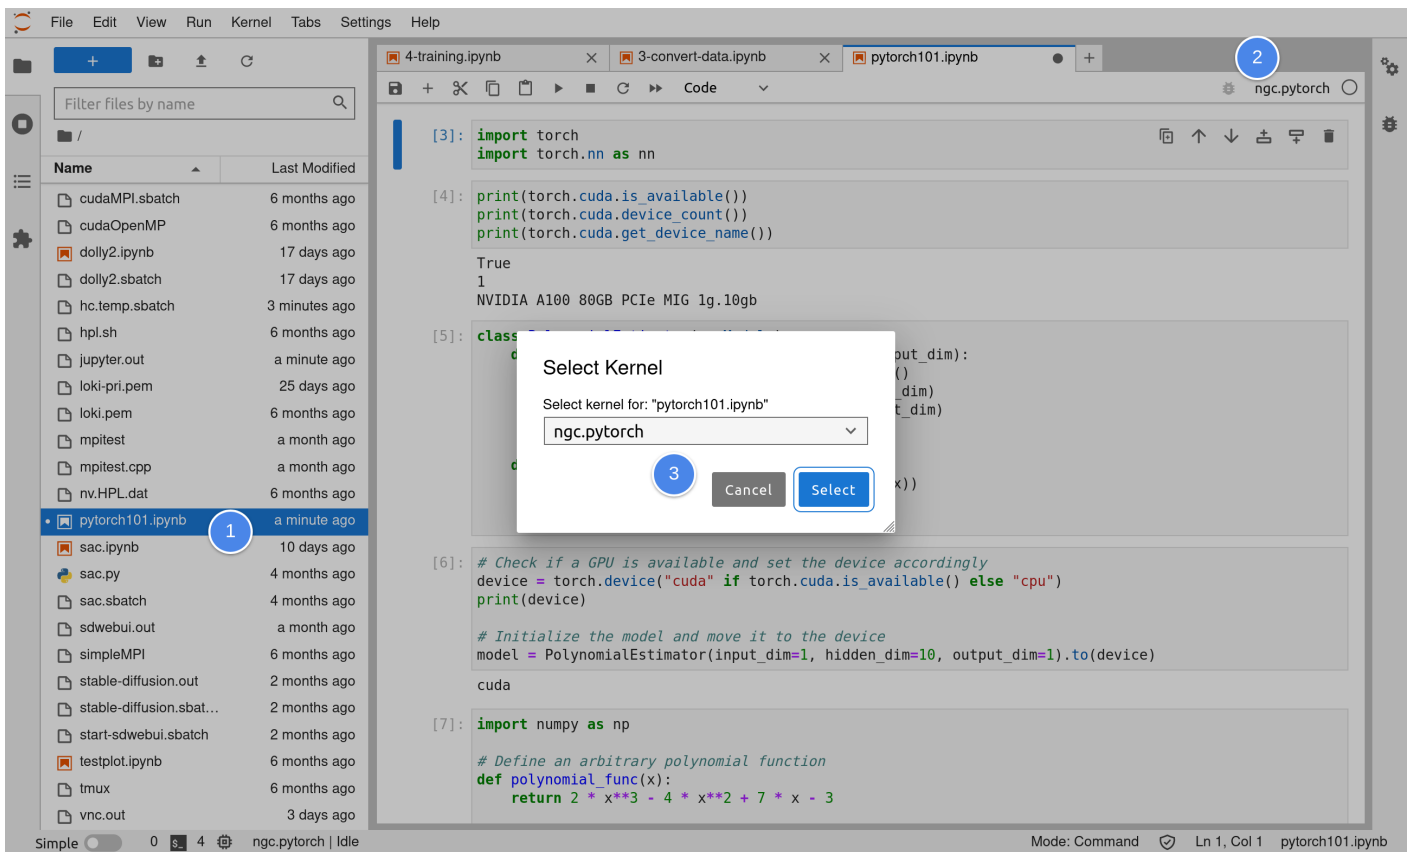 File Edit View Run Kernel Tabs Settings Help
+
Filter files by name
/
Name Last Modified
cudaMPI.sbatch 6 months ago
cudaOpenMP 6 months ago
dolly2.ipynb 17 days ago
dolly2.sbatch 17 days ago
hc.temp.sbatch 3 minutes ago
hpl.sh 6 months ago
jupyter.out a minute ago
loki-pri.pem 25 days ago
loki.pem 6 months ago
mpitest a month ago
mpitest.cpp a month ago
nv.HPL.dat 6 months ago
pytorch101.ipynb a minute ago
1
sac.ipynb 10 days ago
sac.py 4 months ago
sac.sbatch 4 months ago
sdwebui.out a month ago
simpleMPI 6 months ago
stable-diffusion.out 2 months ago
stable-diffusion.sbat... 2 months ago
start-sdwebui.sbatch 2 months ago
testplot.ipynb 6 months ago
tmux 6 months ago
vnc.out 3 days ago
4-training.ipynb 3-convert-data.ipynb pytorch101.ipynb +
2
Code ngc.pytorch
[3]: import torch
import torch.nn as nn
[4]: print(torch.cuda.is_available())
print(torch.cuda.device_count())
print(torch.cuda.get_device_name())
True
1
NVIDIA A100 80GB PCIe MIG 1g.10gb
[5]: class
put_dim):
()
_dim)
t_dim)
x))
Select Kernel
Select kernel for: "pytorch101.ipynb"
ngc.pytorch
3
Cancel Select
[6]: # Check if a GPU is available and set the device accordingly
device = torch.device("cuda" if torch.cuda.is_available() else "cpu")
print(device)
# Initialize the model and move it to the device
model = PolynomialEstimator(input_dim=1, hidden_dim=10, output_dim=1).to(device)
cuda
[7]: import numpy as np
# Define an arbitrary polynomial function
def polynomial_func(x):
return 2 * x**3 - 4 * x**2 + 7 * x - 3
Simple 0 $_ 4 ngc.pytorch | Idle Mode: Command Ln 1, Col 1 pytorch101.ipynb